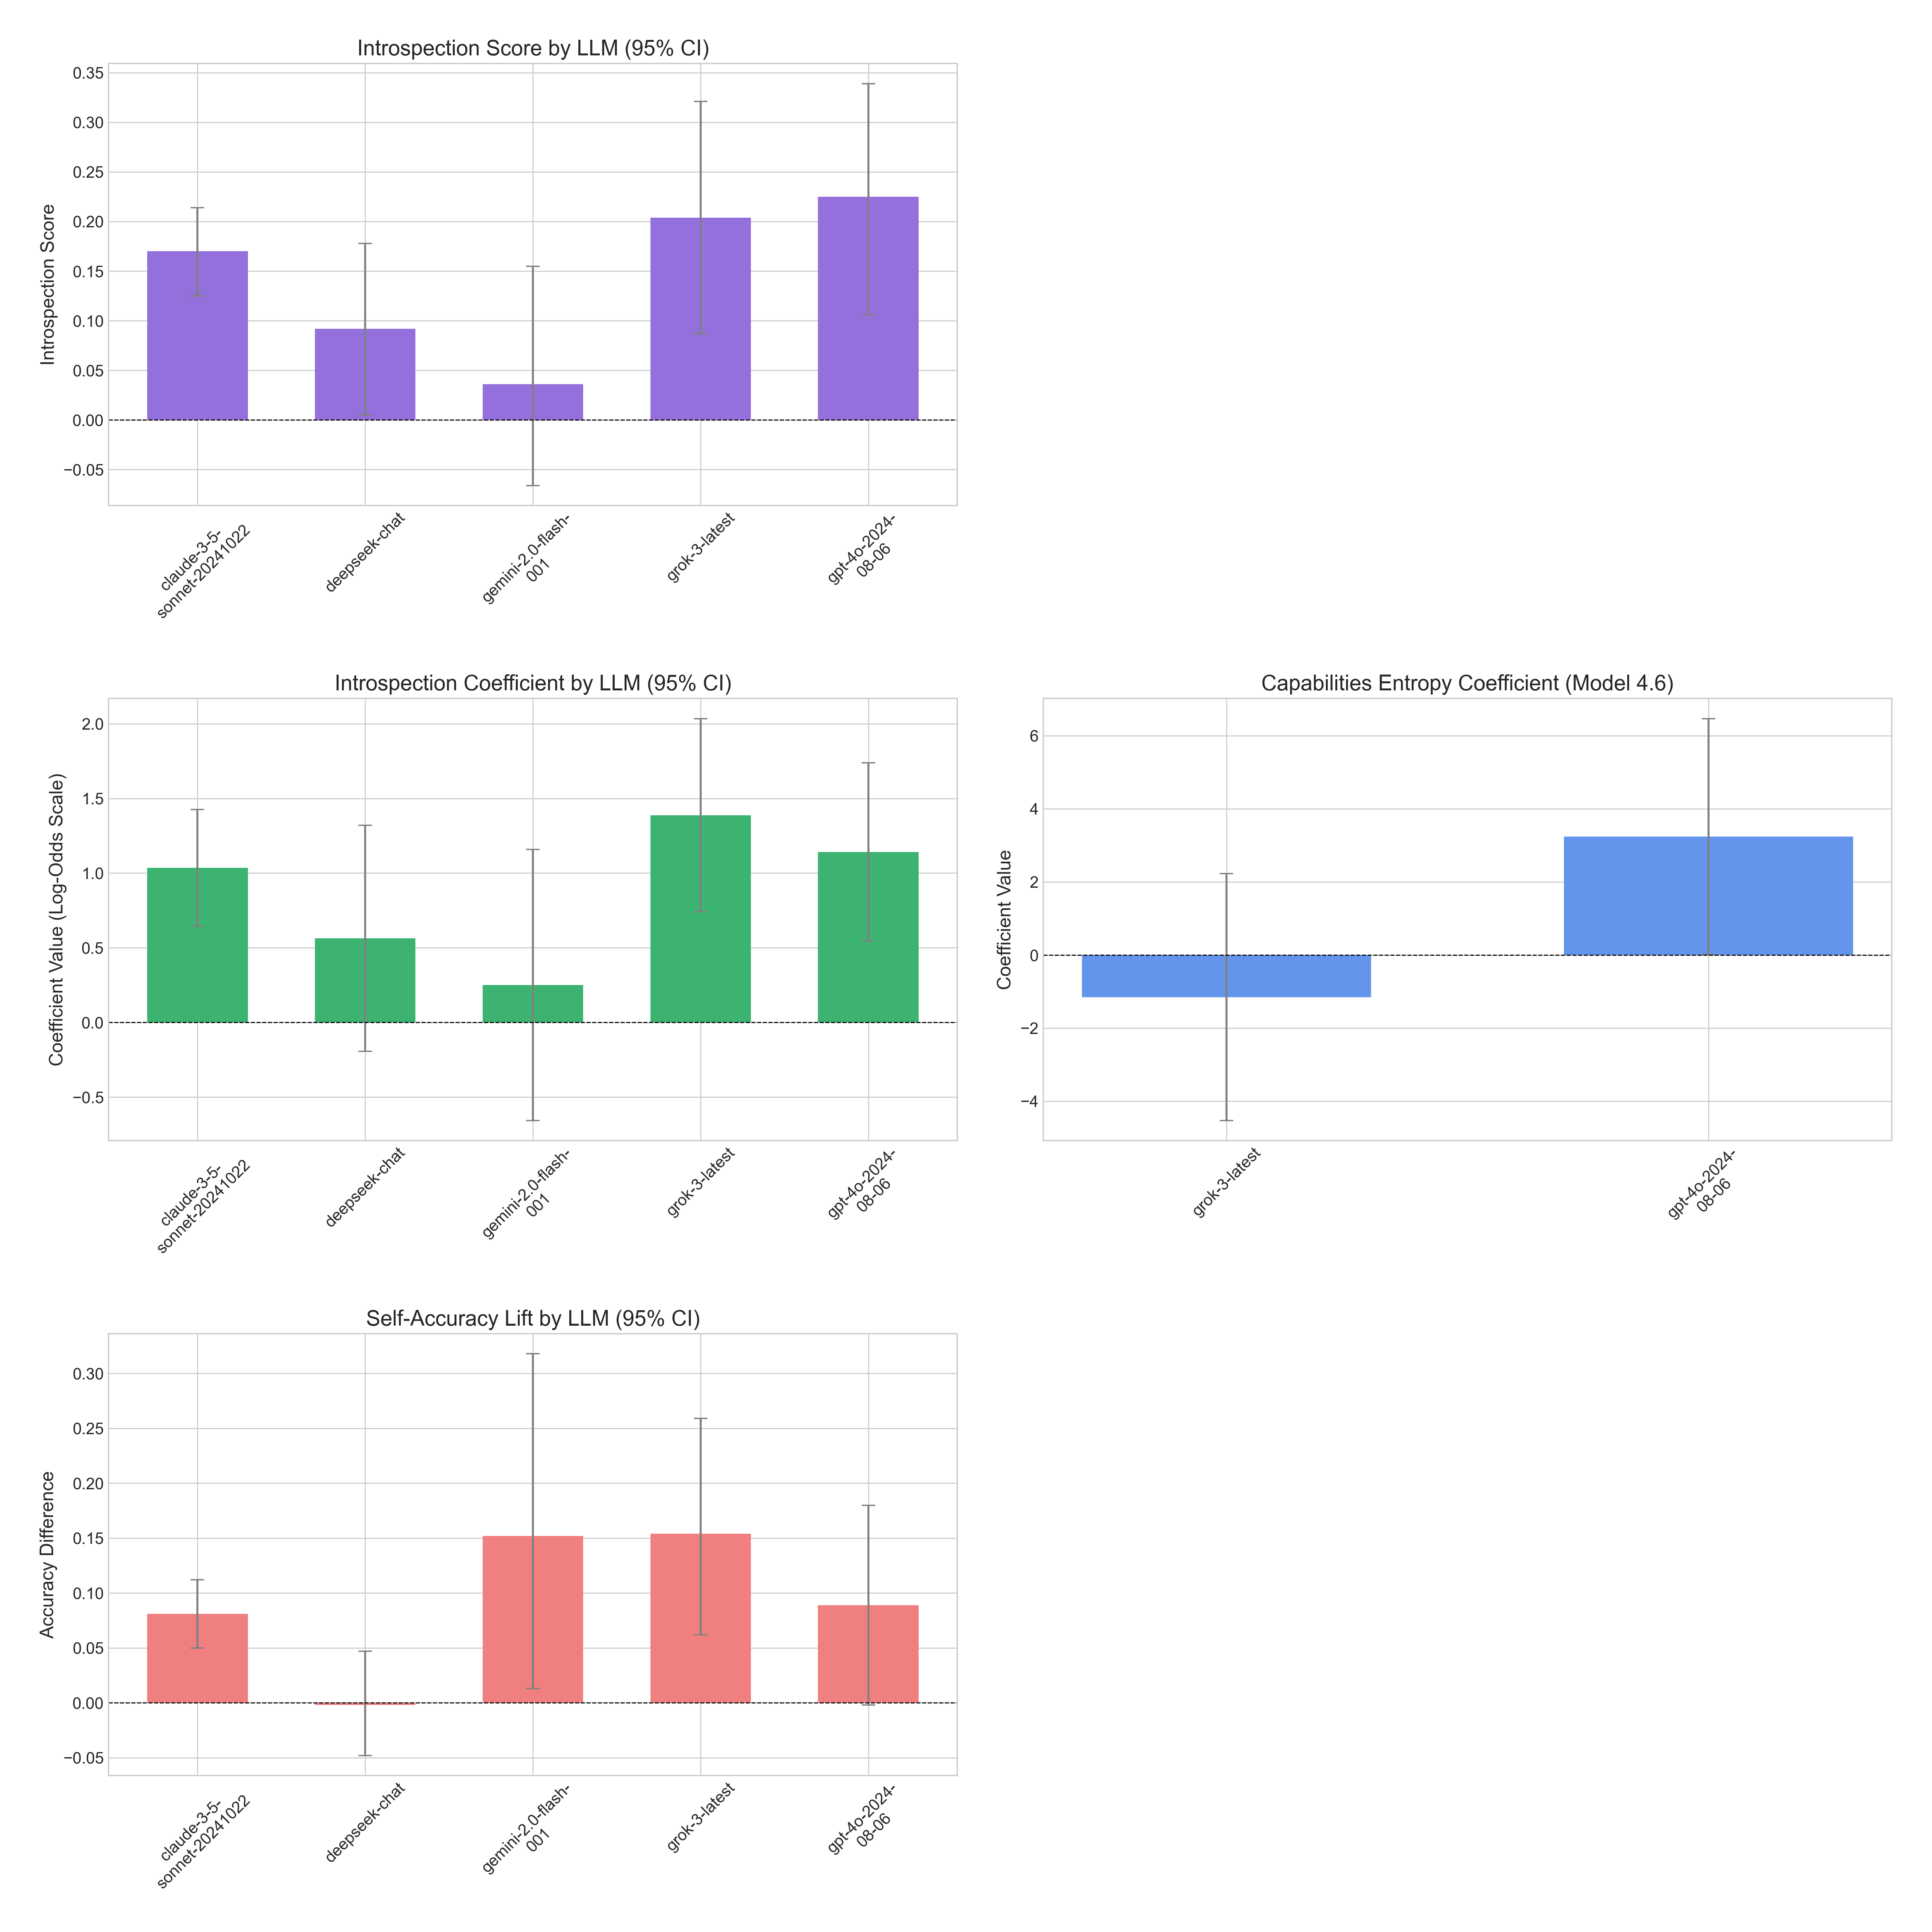 Introspection Score by LLM (95% CI)
Introspection Score
0.35
0.30
0.25
0.20
0.15
0.10
0.05
0.00
−0.05
claude-3-5-
sonnet-20241022
deepseek-chat
gemini-2.0-flash-
001
grok-3-latest
gpt-4o-2024-
08-06
Introspection Coefficient by LLM (95% CI)
Coefficient Value (Log-Odds Scale)
2.0
1.5
1.0
0.5
0.0
−0.5
claude-3-5-
sonnet-20241022
deepseek-chat
gemini-2.0-flash-
001
grok-3-latest
gpt-4o-2024-
08-06
Capabilities Entropy Coefficient (Model 4.6)
Coefficient Value
6
4
2
0
−2
−4
grok-3-latest
gpt-4o-2024-
08-06
Self-Accuracy Lift by LLM (95% CI)
Accuracy Difference
0.30
0.25
0.20
0.15
0.10
0.05
0.00
−0.05
claude-3-5-
sonnet-20241022
deepseek-chat
gemini-2.0-flash-
001
grok-3-latest
gpt-4o-2024-
08-06